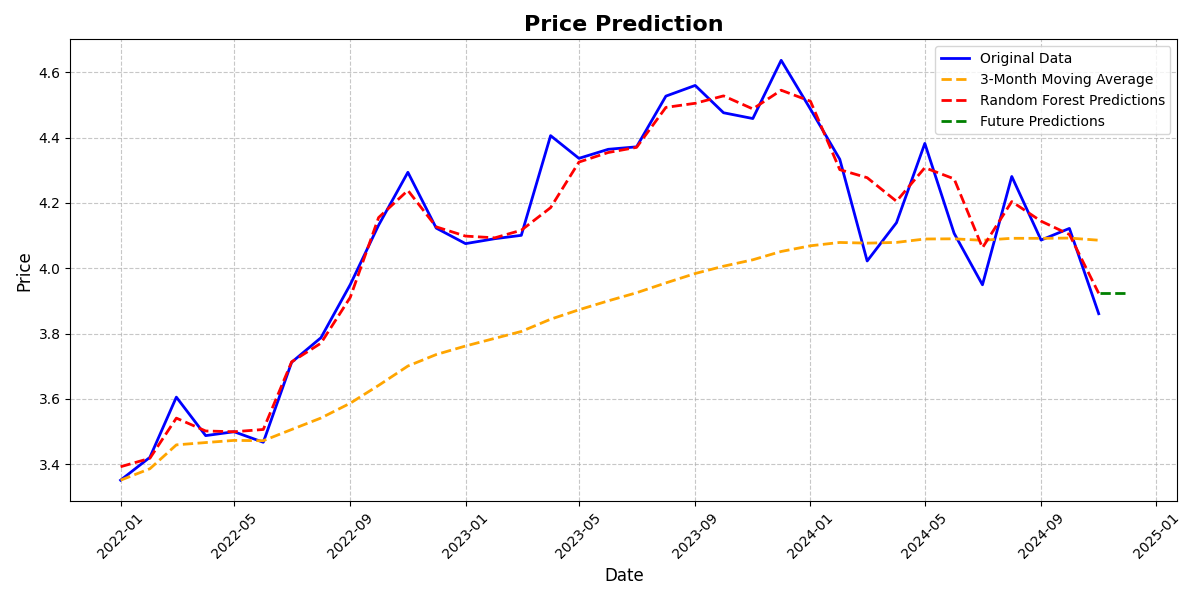 Price Prediction
Original Data
3-Month Moving Average
Random Forest Predictions
Future Predictions
Price
4.6
4.4
4.2
4.0
3.8
3.6
3.4
2022-01
2022-05
2022-09
2023-01
2023-05
2023-09
2024-01
2024-05
2024-09
2025-01
Date